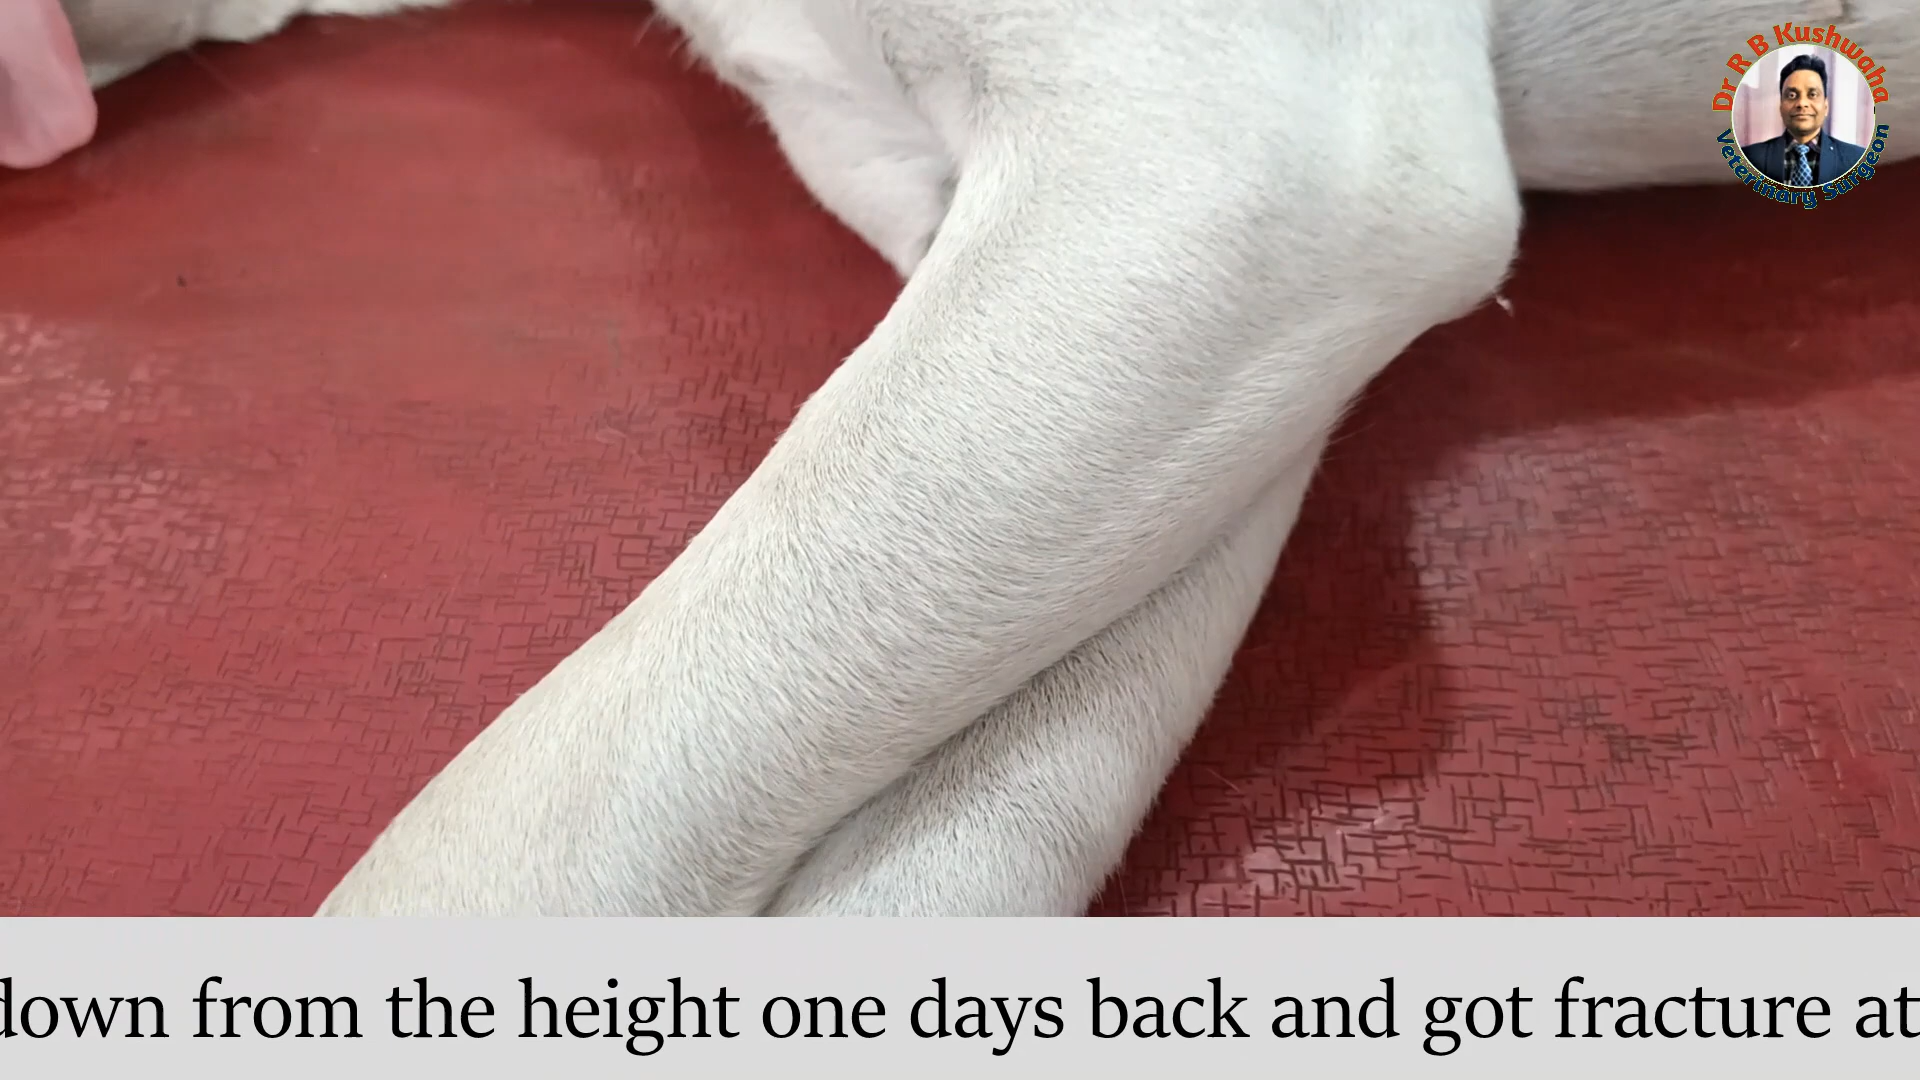 Dr R B Kushwaha
Veterinary Surgeon
down from the height one days back and got fracture at